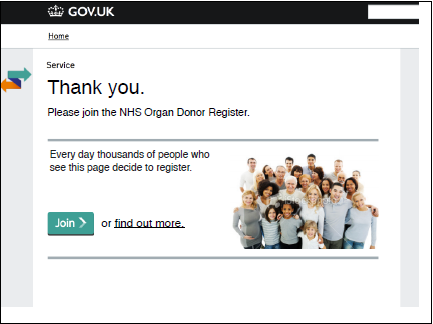 GOV.UK
Home
Service
Thank you.
Please join the NHS Organ Donor Register.
Every day thousands of people who
see this page decide to register.
Join or find out more.